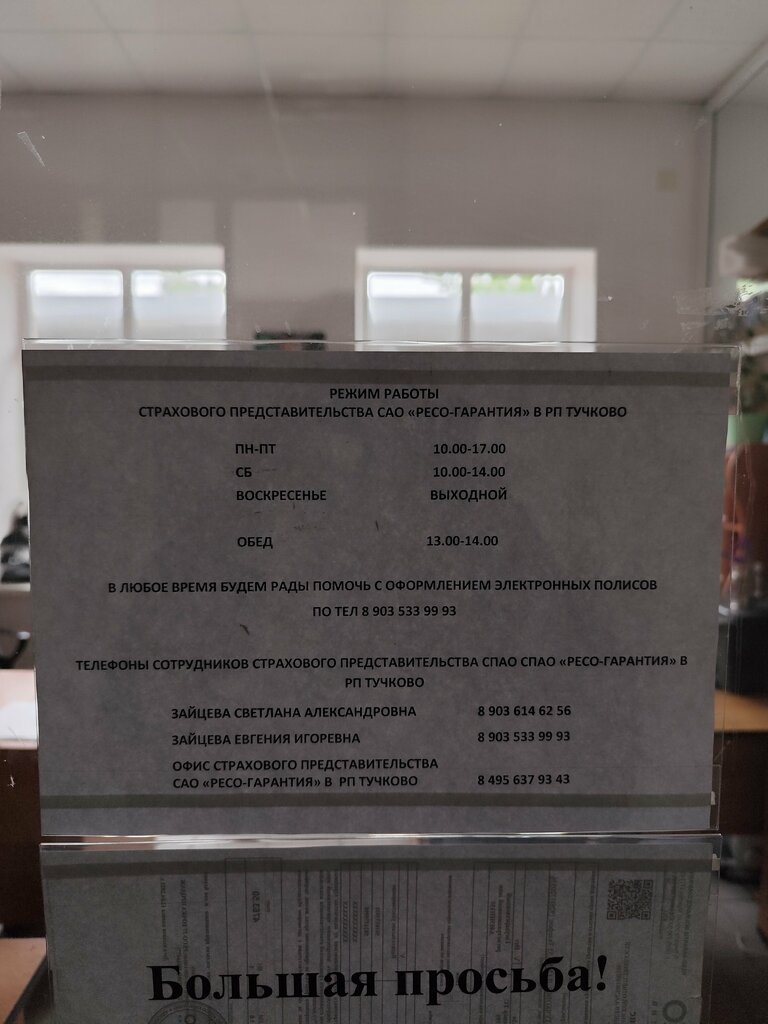 РЕЖИМ РАБОТЫ
СТРАХОВОГО ПРЕДСТАВИТЕЛЬСТВА САО «РЕСО-ГАРАНТИЯ» В РП ТУЧКОВО
ПН-ПТ 10.00-17.00
СБ 10.00-14.00
ВОСКРЕСЕНЬЕ ВЫХОДНОЙ
ОБЕД 13.00-14.00
В ЛЮБОЕ ВРЕМЯ БУДЕМ РАДЫ ПОМОЧЬ С ОФОРМЛЕНИЕМ ЭЛЕКТРОННЫХ ПОЛИСОВ
ПО ТЕЛ 8 903 533 99 93
ТЕЛЕФОНЫ СОТРУДНИКОВ СТРАХОВОГО ПРЕДСТАВИТЕЛЬСТВА СПАО СПАО «РЕСО-ГАРАНТИЯ» В
РП ТУЧКОВО
ЗАЙЦЕВА СВЕТЛАНА АЛЕКСАНДРОВНА 8 903 614 62 56
ЗАЙЦЕВА ЕВГЕНИЯ ИГОРЕВНА 8 903 533 99 93
ОФИС СТРАХОВОГО ПРЕДСТАВИТЕЛЬСТВА
САО «РЕСО-ГАРАНТИЯ» В РП ТУЧКОВО 8 495 637 93 43
Большая просьба!